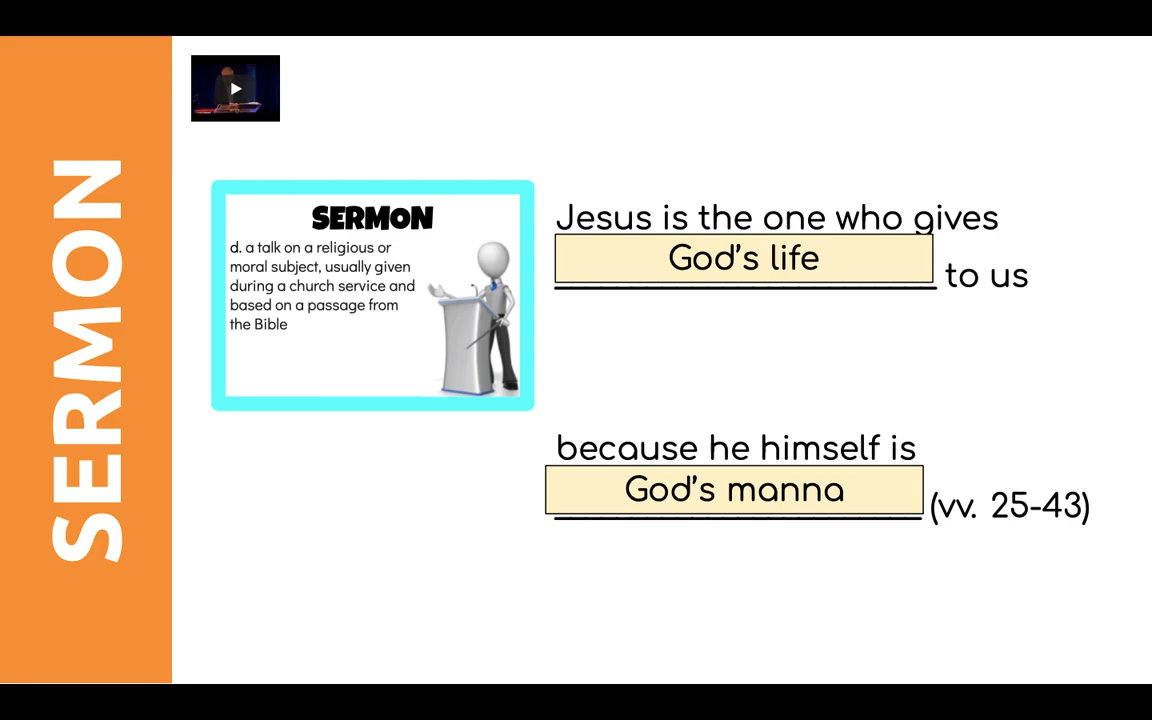 SERMON
SERMON
d. a talk on a religious or
moral subject, usually given
during a church service and
based on a passage from
the Bible
Jesus is the one who gives
God's life
to us
because he himself is
God's manna
(vv. 25-43)